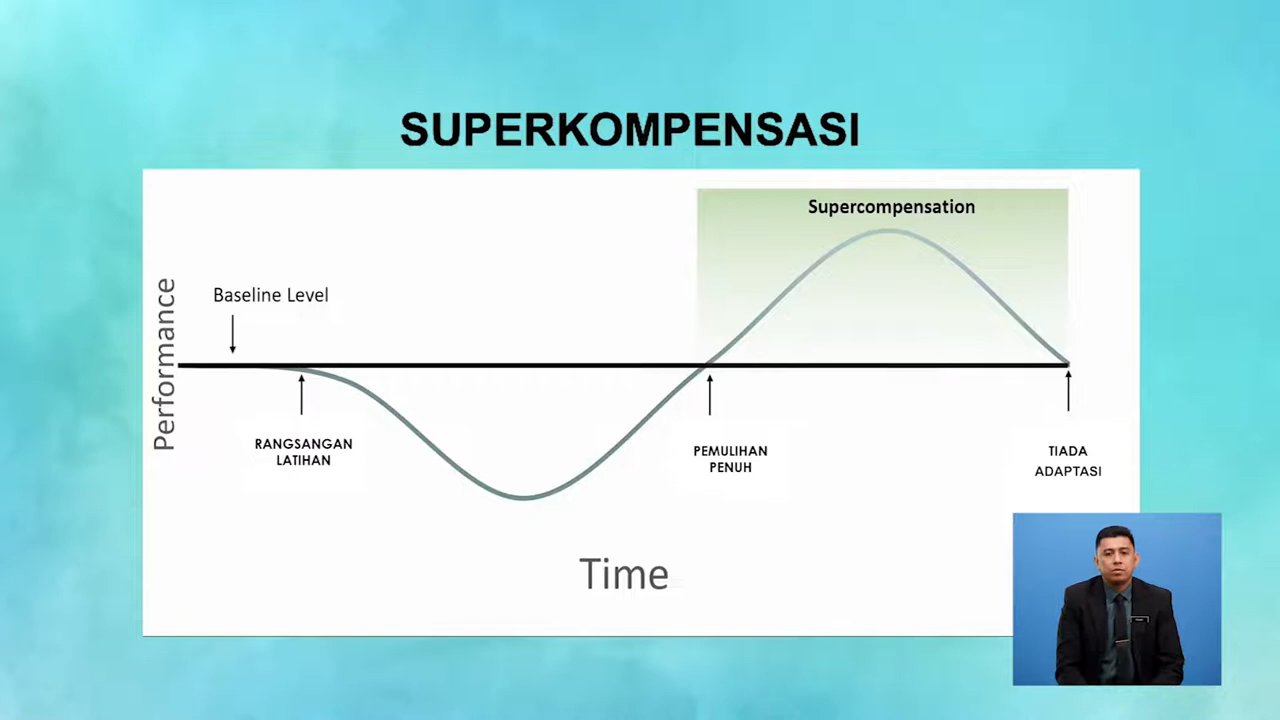 SUPERKOMPENSASI
Supercompensation
Baseline Level
Performance
RANGSANGAN
LATIHAN
PEMULIHAN
PENUH
TIADA
ADAPTASI
Time